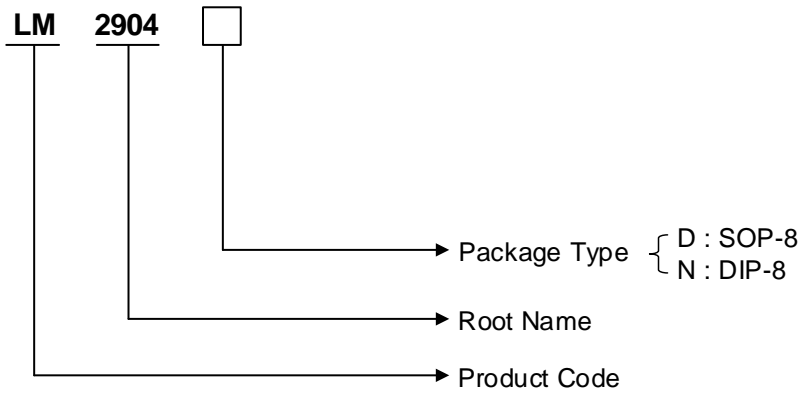 LM 2904
Package Type D : SOP-8
N : DIP-8
Root Name
Product Code